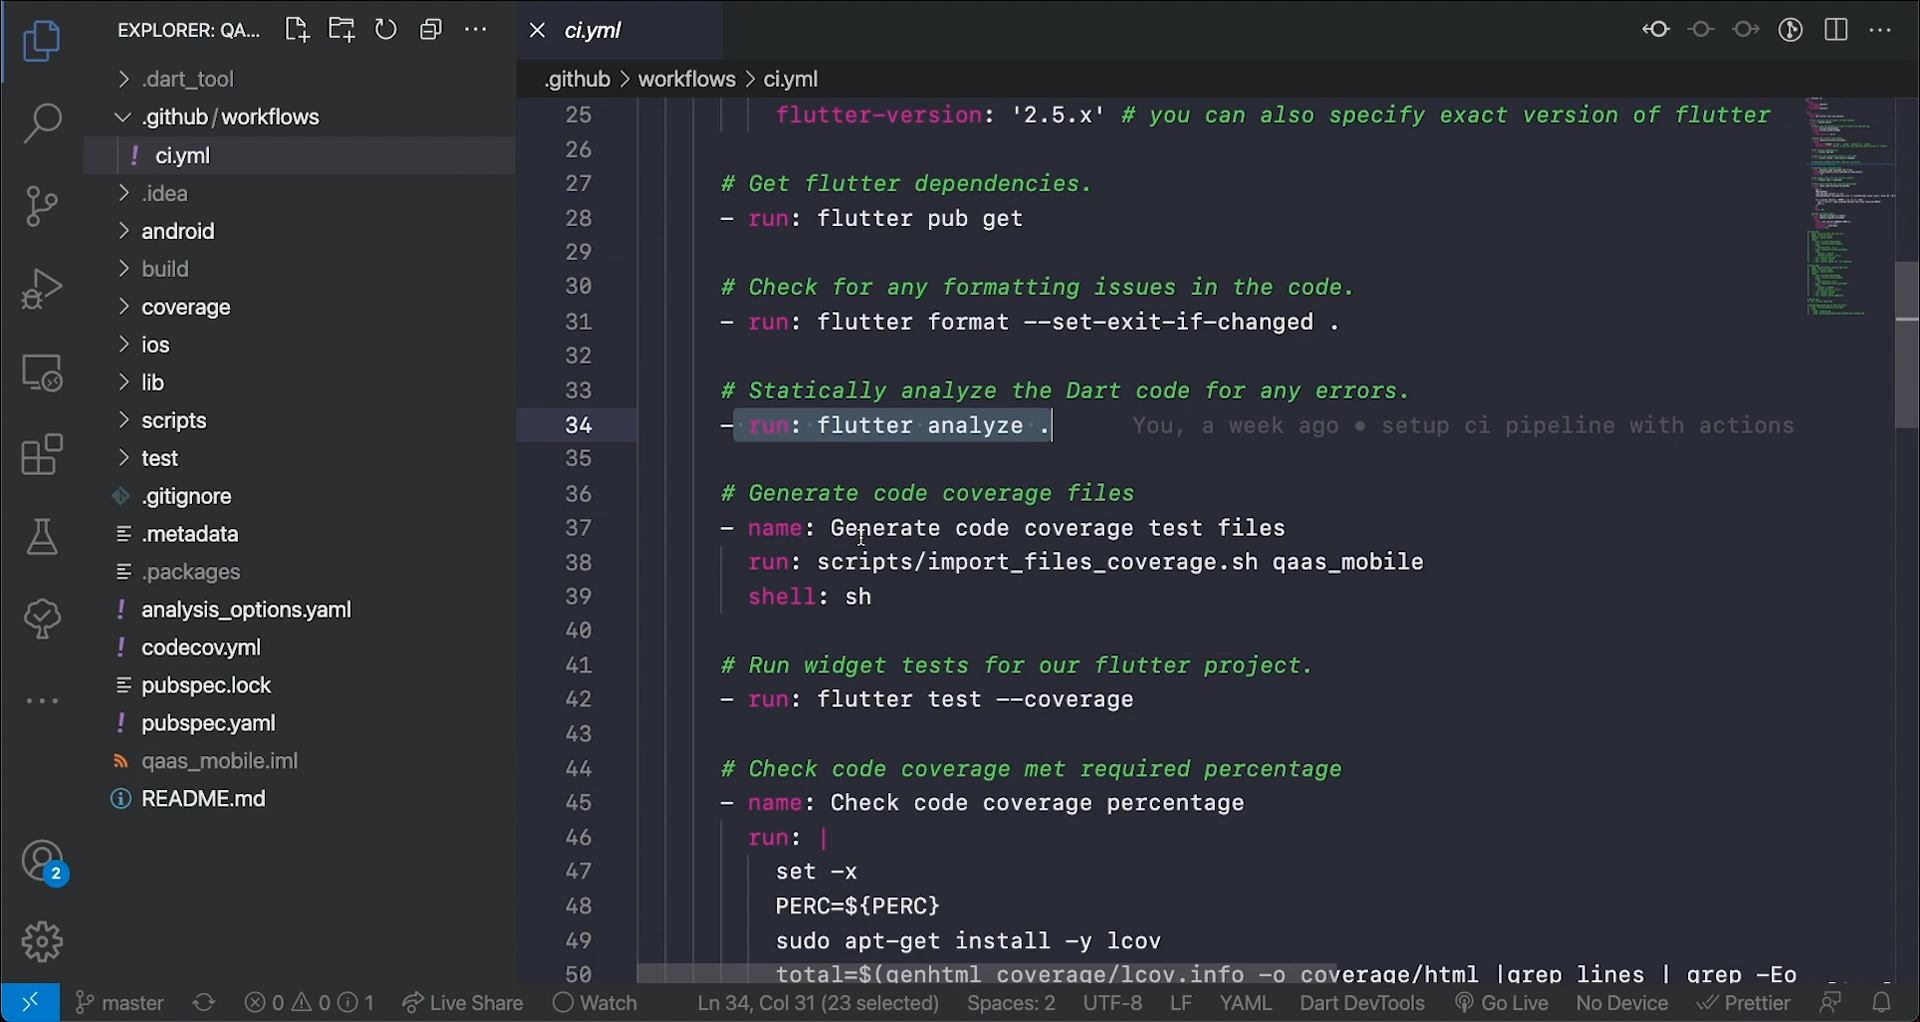 EXPLORER: QA...
ci.yml
.dart_tool
.github/workflows
ci.yml
.idea
android
build
coverage
ios
lib
scripts
test
.gitignore
.metadata
.packages
analysis_options.yaml
codecov.yml
pubspec.lock
pubspec.yaml
qaas_mobile.iml
README.md
2
.github > workflows > ci.yml
25 flutter-version: '2.5.x' # you can also specify exact version of flutter
26
27 # Get flutter dependencies.
28 - run: flutter pub get
29
30 # Check for any formatting issues in the code.
31 - run: flutter format --set-exit-if-changed .
32
33 # Statically analyze the Dart code for any errors.
34 - run: flutter analyze . You, a week ago • setup ci pipeline with actions
35
36 # Generate code coverage files
37 - name: Generate code coverage test files
38 run: scripts/import_files_coverage.sh qaas_mobile
39 shell: sh
40
41 # Run widget tests for our flutter project.
42 - run: flutter test --coverage
43
44 # Check code coverage met required percentage
45 - name: Check code coverage percentage
46 run: |
47 set -x
48 PERC=${PERC}
49 sudo apt-get install -y lcov
50 total=$(genhtml coverage/lcov.info -o coverage/html |grep lines | grep -Eo
master 0 0 1 Live Share Watch Ln 34, Col 31 (23 selected) Spaces: 2 UTF-8 LF YAML Dart DevTools Go Live No Device Prettier